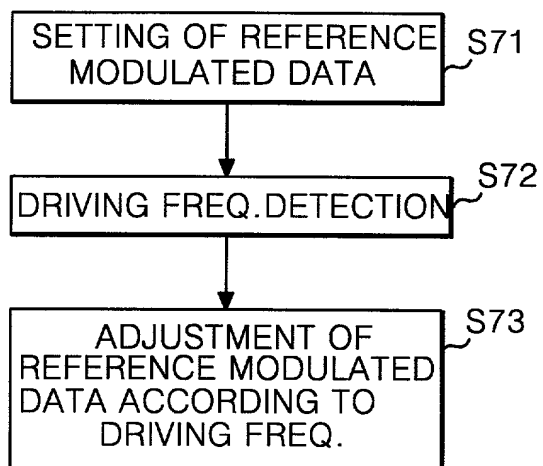 SETTING OF REFERENCE
MODULATED DATA
S71
DRIVING FREQ.DETECTION
S72
ADJUSTMENT OF
REFERENCE MODULATED
DATA ACCORDING TO
DRIVING FREQ.
S73